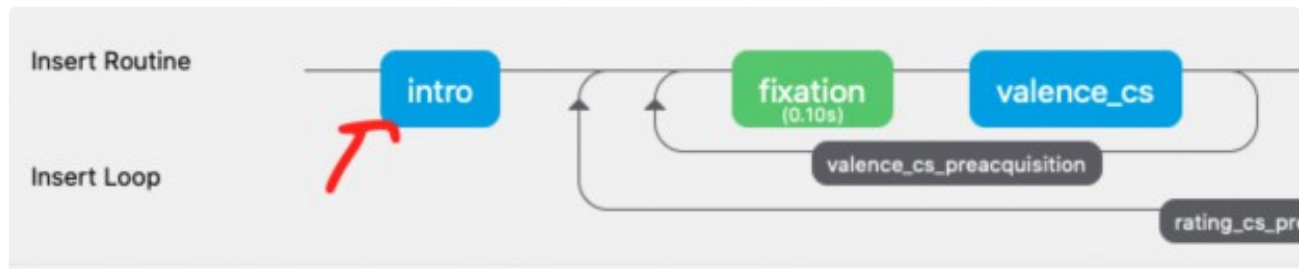 Insert Routine
intro
fixation
(0.10s)
valence_cs
valence_cs_preacquisition
Insert Loop
rating_cs_pr